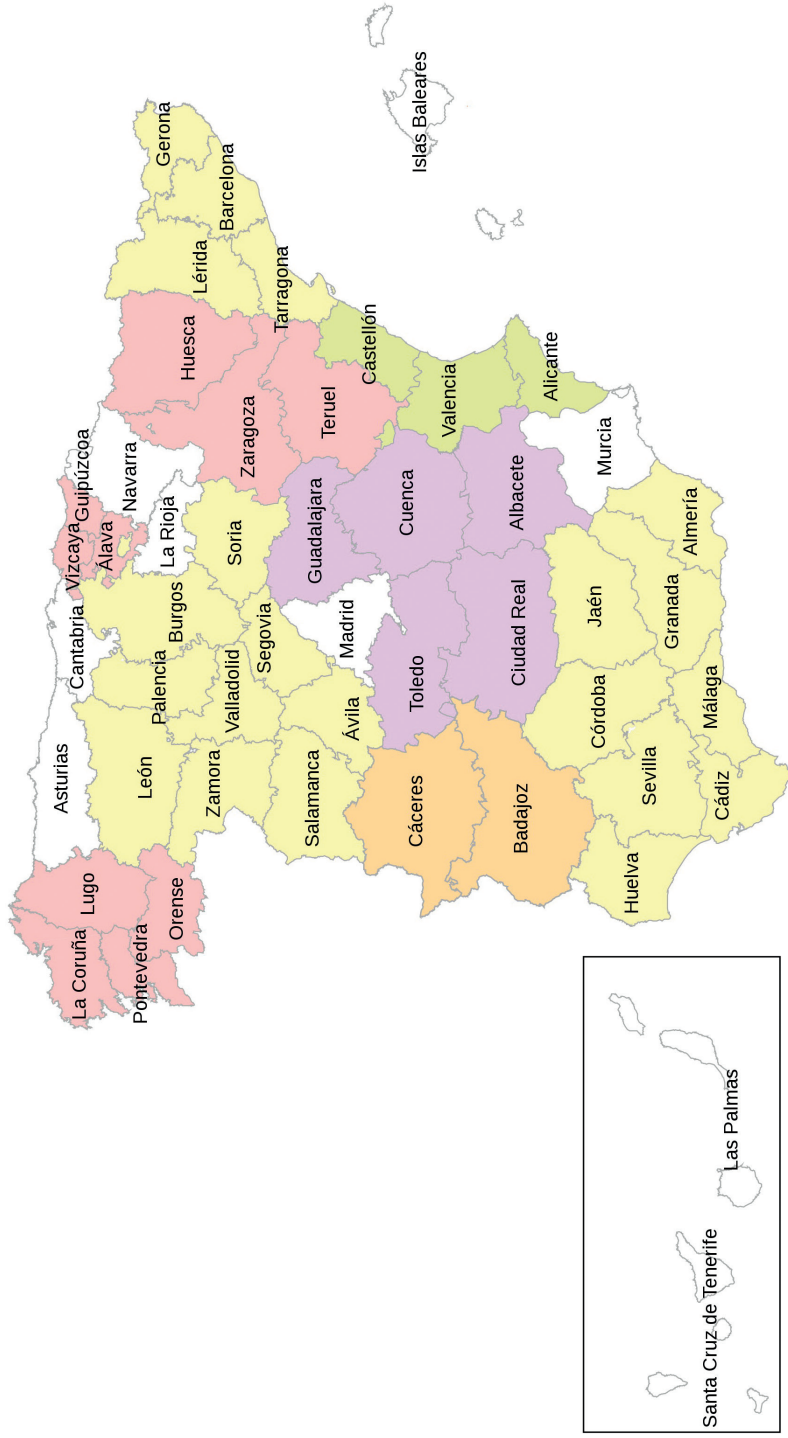 La Coruña
Lugo
Pontevedra
Orense
Asturias
Cantabria
Vizcaya
Guipúzcoa
Álava
Navarra
La Rioja
Huesca
Zaragoza
Teruel
Lérida
Gerona
Barcelona
Tarragona
León
Palencia
Burgos
Soria
Zamora
Valladolid
Segovia
Salamanca
Ávila
Madrid
Guadalajara
Cuenca
Toledo
Ciudad Real
Albacete
Castellón
Valencia
Alicante
Islas Baleares
Cáceres
Badajoz
Murcia
Huelva
Sevilla
Córdoba
Jaén
Cádiz
Málaga
Granada
Almería
Santa Cruz de Tenerife
Las Palmas